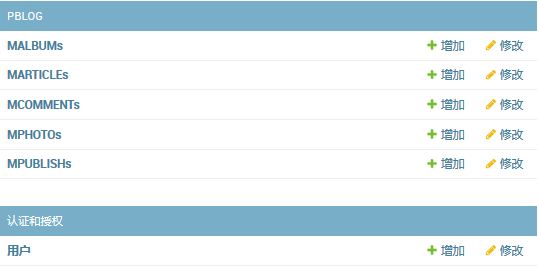 PBLOG
MALBUMs 增加 修改
MARTICLEs 增加 修改
MCOMMENTs 增加 修改
MPHOTOs 增加 修改
MPUBLISHs 增加 修改
认证和授权
用户 增加 修改